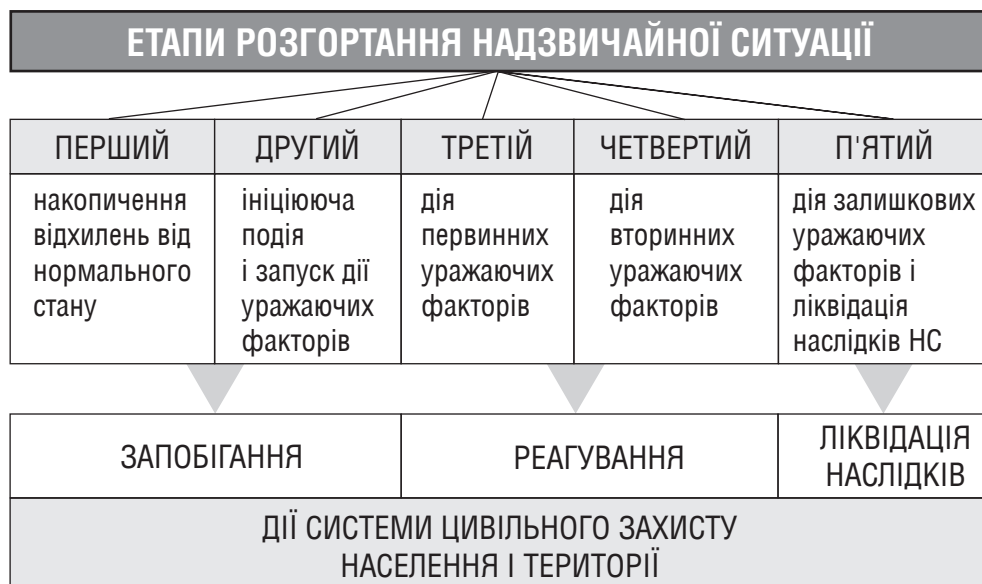 ЕТАПИ РОЗГОРТАННЯ НАДЗВИЧАЙНОЇ СИТУАЦІЇ
ПЕРШИЙ
накопичення
відхилень від
нормального
стану
ДРУГИЙ
ініціююча
подія
і запуск дії
уражаючих
факторів
ТРЕТІЙ
дія
первинних
уражаючих
факторів
ЧЕТВЕРТИЙ
дія
вторинних
уражаючих
факторів
П'ЯТИЙ
дія залишкових
уражаючих
факторів і
ліквідація
наслідків НС
ЗАПОБІГАННЯ
РЕАГУВАННЯ
ЛІКВІДАЦІЯ
НАСЛІДКІВ
ДІЇ СИСТЕМИ ЦИВІЛЬНОГО ЗАХИСТУ
НАСЕЛЕННЯ І ТЕРИТОРІЇ